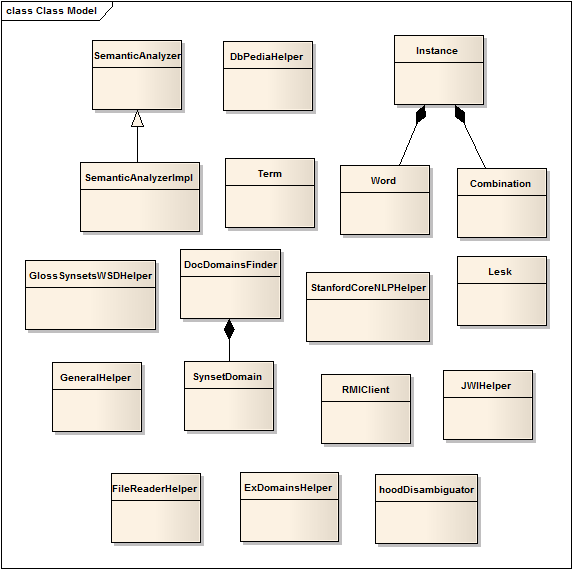 class Class Model
SemanticAnalyzer
DbPediaHelper
Instance
SemanticAnalyzerImpl
Term
Word
Combination
GlossSynsetsWSDHelper
DocDomainsFinder
StanfordCoreNLPHelper
Lesk
GeneralHelper
SynsetDomain
RMIClient
JWIHelper
FileReaderHelper
ExDomainsHelper
hoodDisambiguator